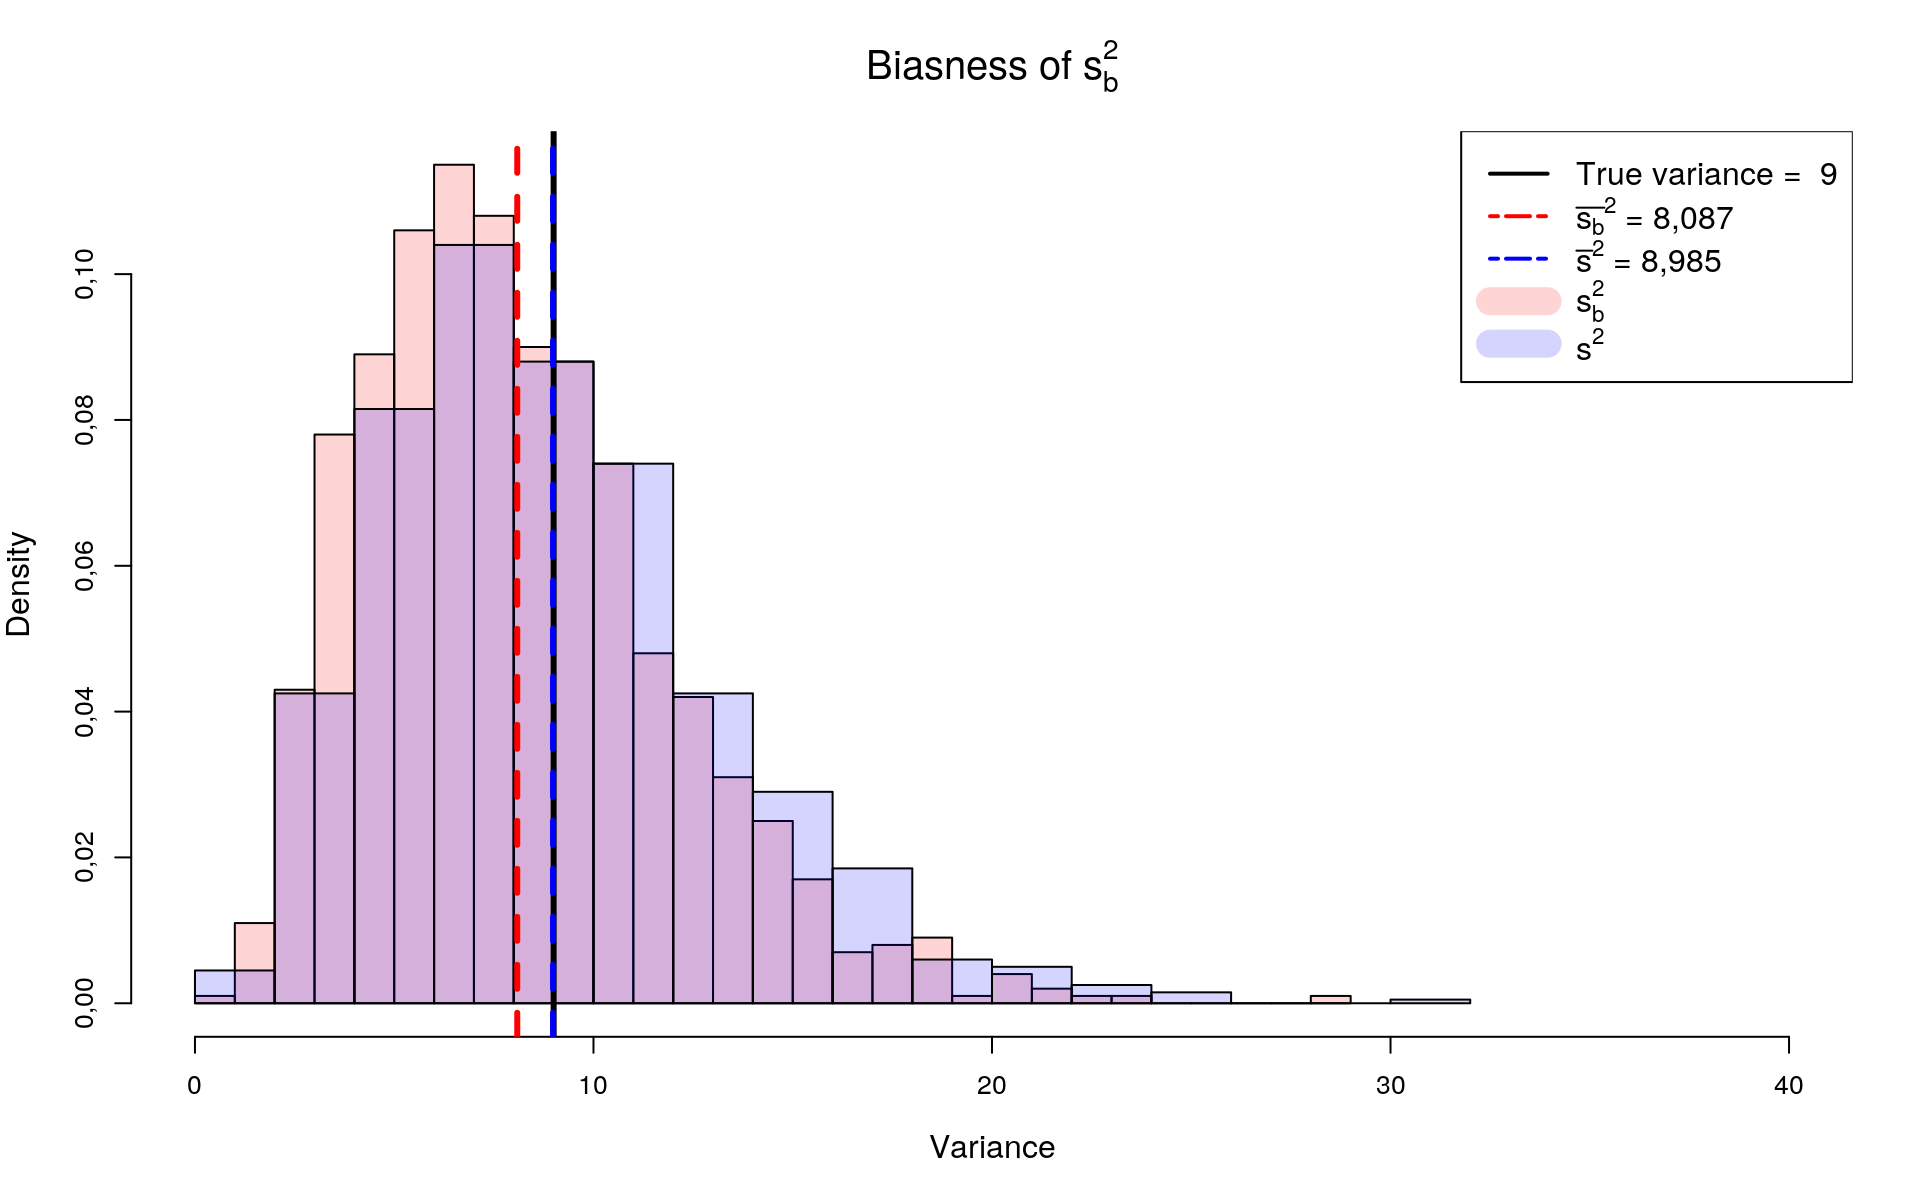 Biasness of s_b^2
True variance =  9
s̅_b̅^2 = 8,087
s̅^2 = 8,985
s_b^2
s^2
Density
0,10
0,08
0,06
0,04
0,02
0,00
0 10 20 30 40
Variance